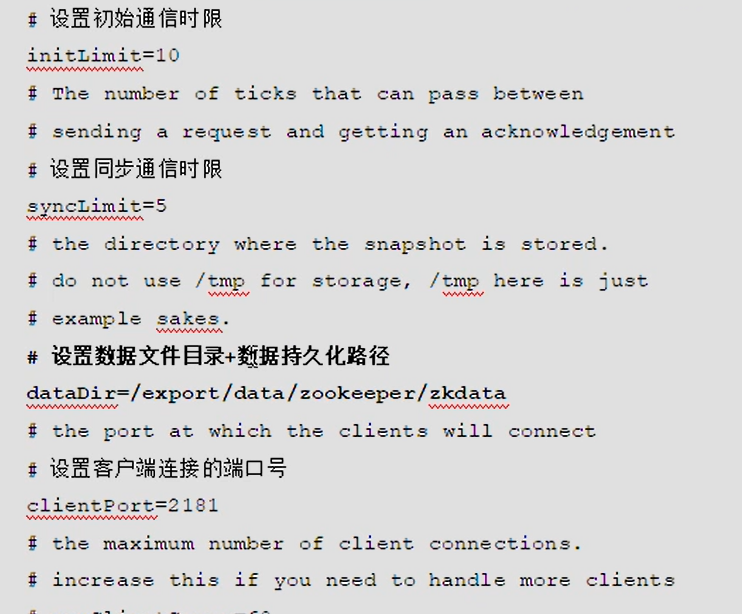 # 设置初始通信时限
initLimit=10
# The number of ticks that can pass between
# sending a request and getting an acknowledgement
# 设置同步通信时限
syncLimit=5
# the directory where the snapshot is stored.
# do not use /tmp for storage, /tmp here is just
# example sakes.
# 设置数据文件目录+数据持久化路径
dataDir=/export/data/zookeeper/zkdata
# the port at which the clients will connect
# 设置客户端连接的端口号
clientPort=2181
# the maximum number of client connections.
# increase this if you need to handle more clients